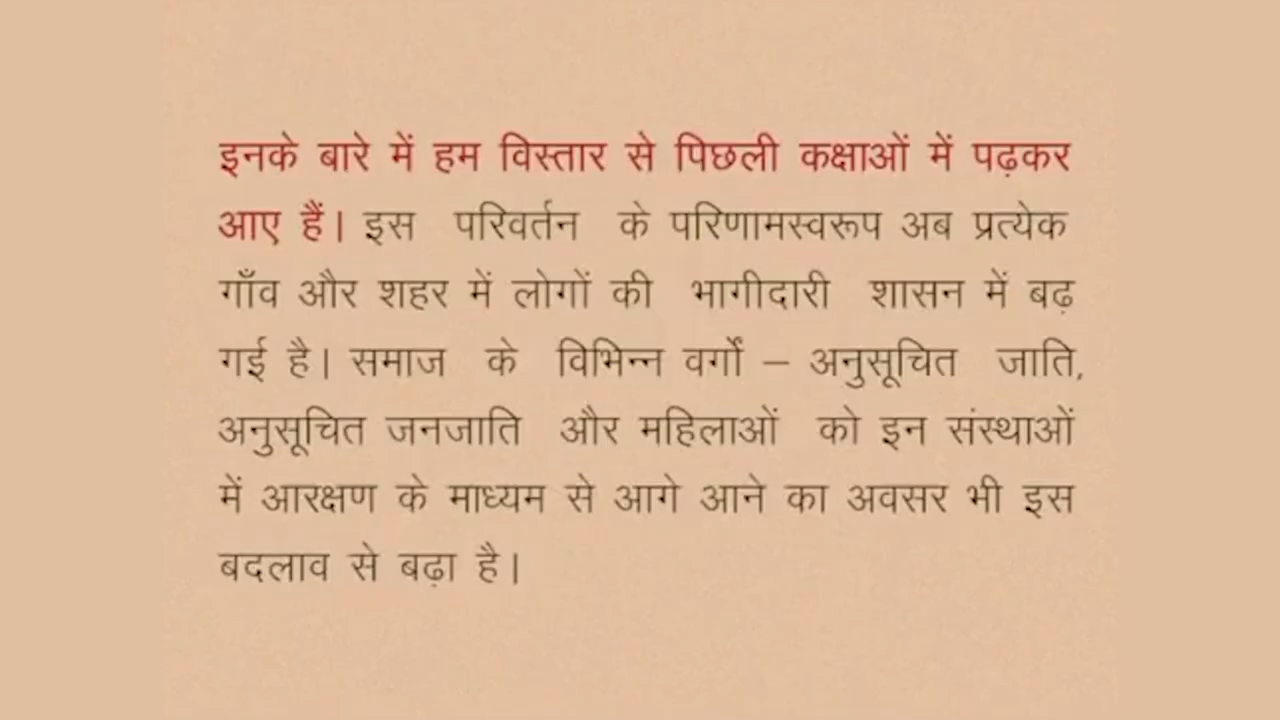 इनके बारे में हम विस्तार से पिछली कक्षाओं में पढ़कर
आए हैं। इस परिवर्तन के परिणामस्वरूप अब प्रत्येक
गाँव और शहर में लोगों की भागीदारी शासन में बढ़
गई है। समाज के विभिन्न वर्गों – अनुसूचित जाति,
अनुसूचित जनजाति और महिलाओं को इन संस्थाओं
में आरक्षण के माध्यम से आगे आने का अवसर भी इस
बदलाव से बढ़ा है।